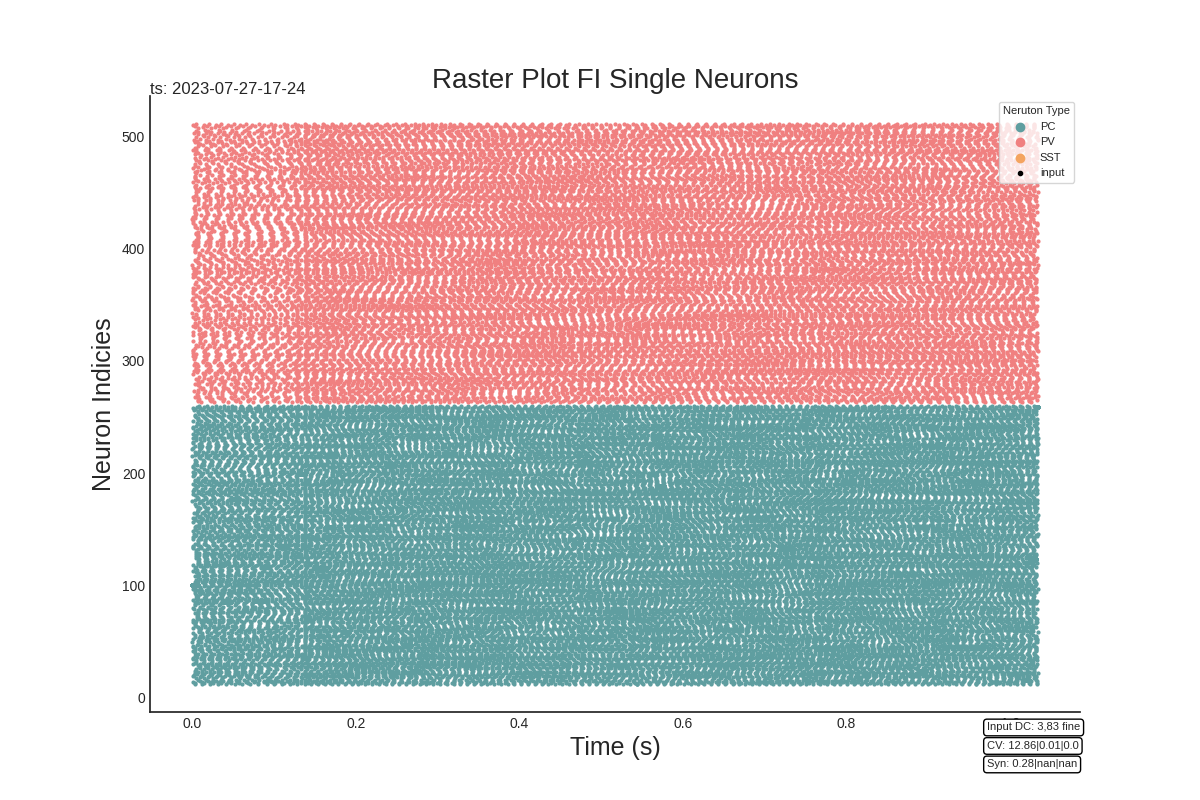 Raster Plot FI Single Neurons
ts: 2023-07-27-17-24
Neruton Type
PC
PV
SST
input
500
400
300
200
100
0
Neuron Indicies
0.0 0.2 0.4 0.6 0.8
Time (s)
Input DC: 3,83 fine
CV: 12.86|0.01|0.0
Syn: 0.28|nan|nan